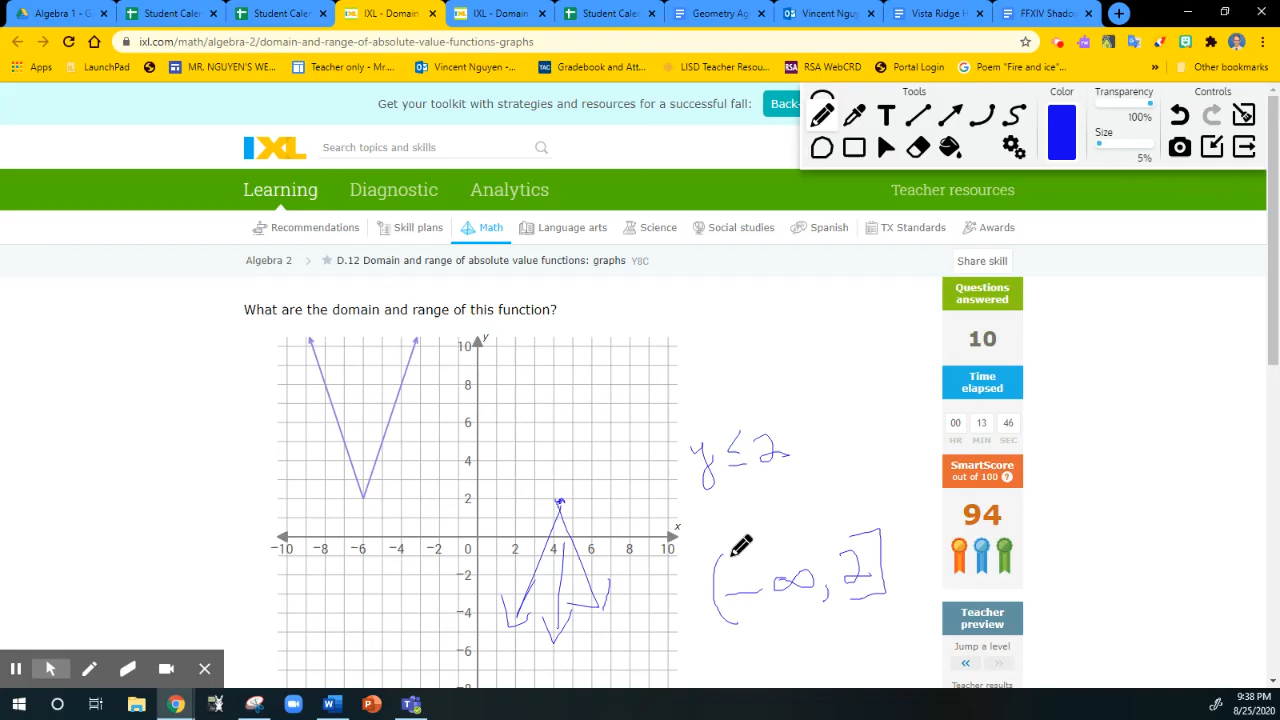 Algebra 1 - G
Student Caler
Student Caler
IXL - Domain
IXL - Domain
Student Caler
Geometry Ag
Vincent Ngu
Vista Ridge H
FFXIV Shado
ixl.com/math/algebra-2/domain-and-range-of-absolute-value-functions-graphs
Apps LaunchPad MR. NGUYEN'S WE... Teacher only - Mr.... Vincent Nguyen -... Gradebook and Att... LISD Teacher Resou... RSA WebCRD Portal Login Poem "Fire and ice"... » Other bookmarks
Get your toolkit with strategies and resources for a successful fall: Back-
Tools Color Transparency Controls
100%
Size
5%
IXL Search topics and skills
Learning Diagnostic Analytics Teacher resources
Recommendations Skill plans Math Language arts Science Social studies Spanish TX Standards Awards
Algebra 2 > D.12 Domain and range of absolute value functions: graphs Y8C Share skill
What are the domain and range of this function?
Questions answered
10
Time elapsed
00 13 46
HR MIN SEC
SmartScore
out of 100 ?
94
Teacher preview
Jump a level
« »
Teacher results
y
10
8
6
4
2
x
−10 −8 −6 −4 −2 0 2 4 6 8 10
−2
−4
−6
−8
y ≤ 2
(−∞, 2]
9:38 PM
8/25/2020